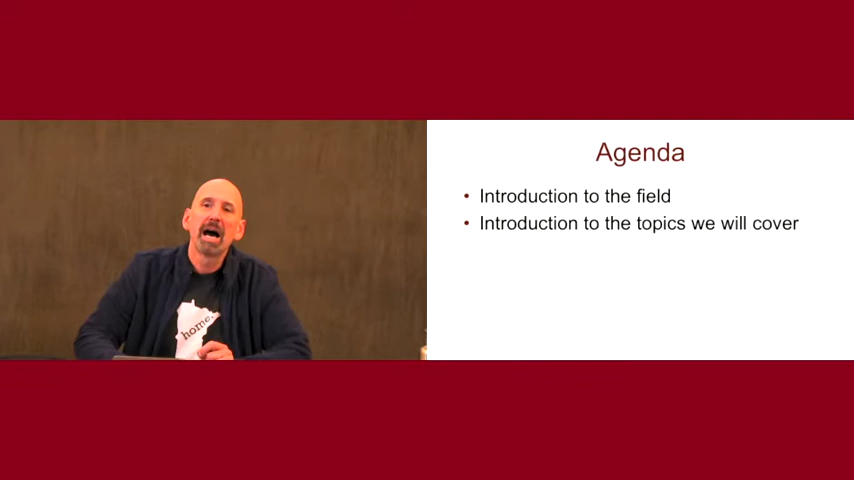 home.
Agenda
• Introduction to the field
• Introduction to the topics we will cover